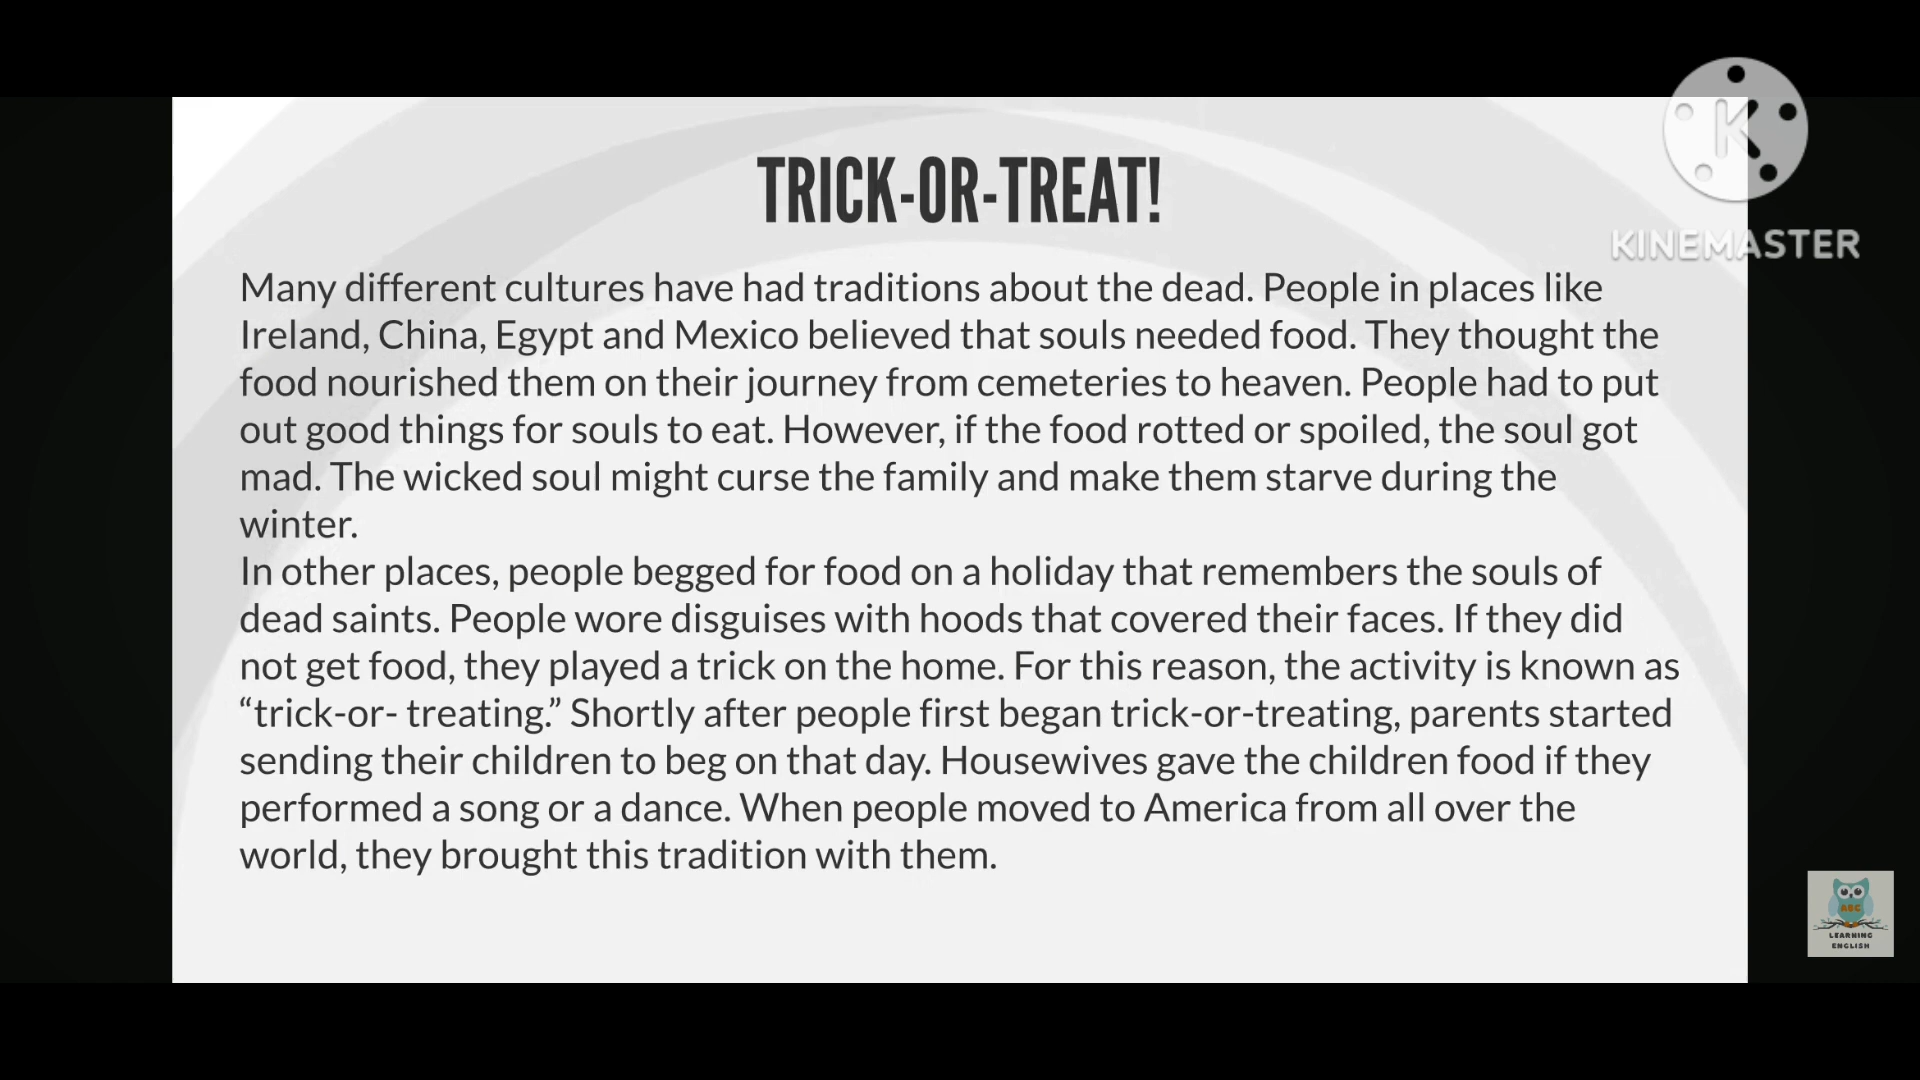 TRICK-OR-TREAT!
KINEMASTER
Many different cultures have had traditions about the dead. People in places like
Ireland, China, Egypt and Mexico believed that souls needed food. They thought the
food nourished them on their journey from cemeteries to heaven. People had to put
out good things for souls to eat. However, if the food rotted or spoiled, the soul got
mad. The wicked soul might curse the family and make them starve during the
winter.
In other places, people begged for food on a holiday that remembers the souls of
dead saints. People wore disguises with hoods that covered their faces. If they did
not get food, they played a trick on the home. For this reason, the activity is known as
“trick-or- treating.” Shortly after people first began trick-or-treating, parents started
sending their children to beg on that day. Housewives gave the children food if they
performed a song or a dance. When people moved to America from all over the
world, they brought this tradition with them.
ABC
LEARNING
ENGLISH